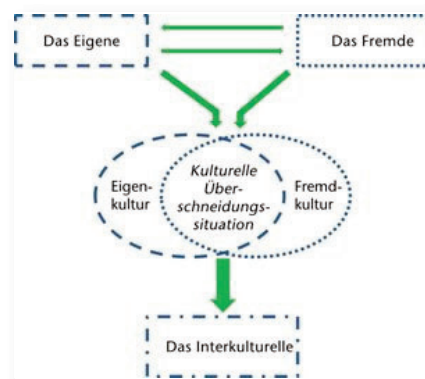 Das Eigene
Das Fremde
Eigen-
kultur
Kulturelle
Über-
schneidungs-
situation
Fremd-
kultur
Das Interkulturelle